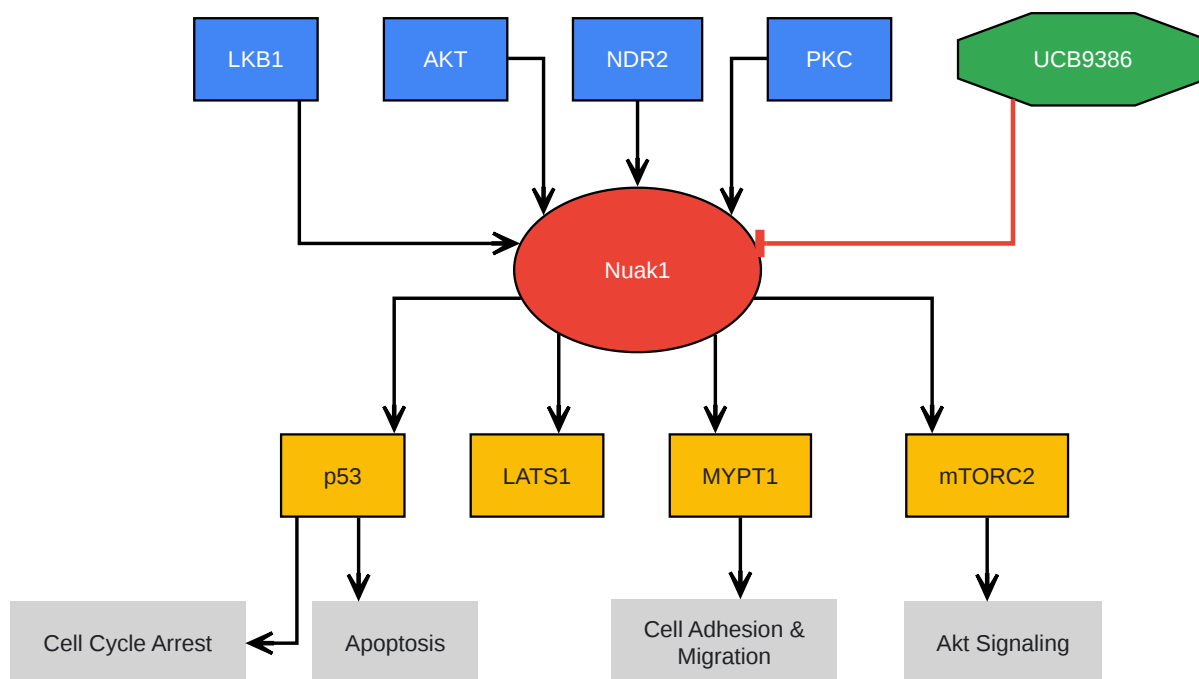 LKB1
AKT
NDR2
PKC
UCB9386
Nuak1
p53
LATS1
MYPT1
mTORC2
Cell Cycle Arrest
Apoptosis
Cell Adhesion &
Migration
Akt Signaling